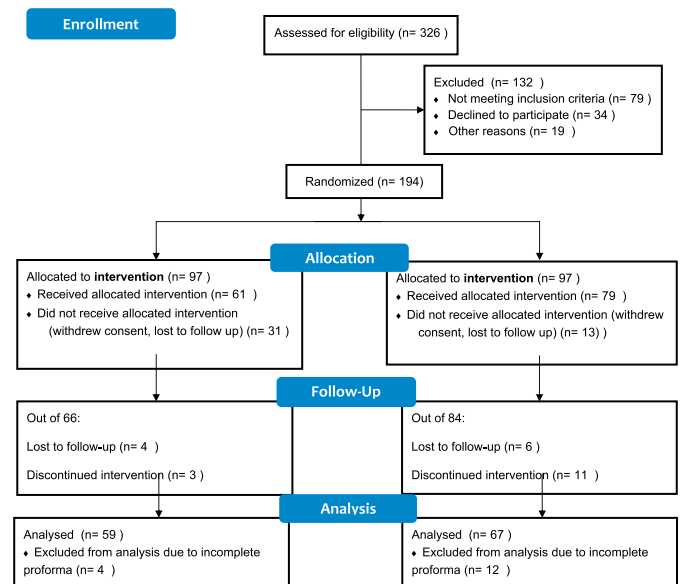 Enrollment
Assessed for eligibility (n= 326)
Excluded (n= 132 )
♦ Not meeting inclusion criteria (n= 79 )
♦ Declined to participate (n= 34 )
♦ Other reasons (n= 19 )
Randomized (n= 194)
Allocation
Allocated to intervention (n= 97 )
♦ Received allocated intervention (n= 61 )
♦ Did not receive allocated intervention
(withdrew consent, lost to follow up) (n= 31 )
Allocated to intervention (n= 97 )
♦ Received allocated intervention (n= 79 )
♦ Did not receive allocated intervention (withdrew
consent, lost to follow up) (n= 13) )
Follow-Up
Out of 66:
Lost to follow-up (n= 4 )
Discontinued intervention (n= 3 )
Out of 84:
Lost to follow-up (n= 6 )
Discontinued intervention (n= 11 )
Analysis
Analysed (n= 59 )
♦ Excluded from analysis due to incomplete
proforma (n= 4 )
Analysed (n= 67 )
♦ Excluded from analysis due to incomplete
proforma (n= 12 )